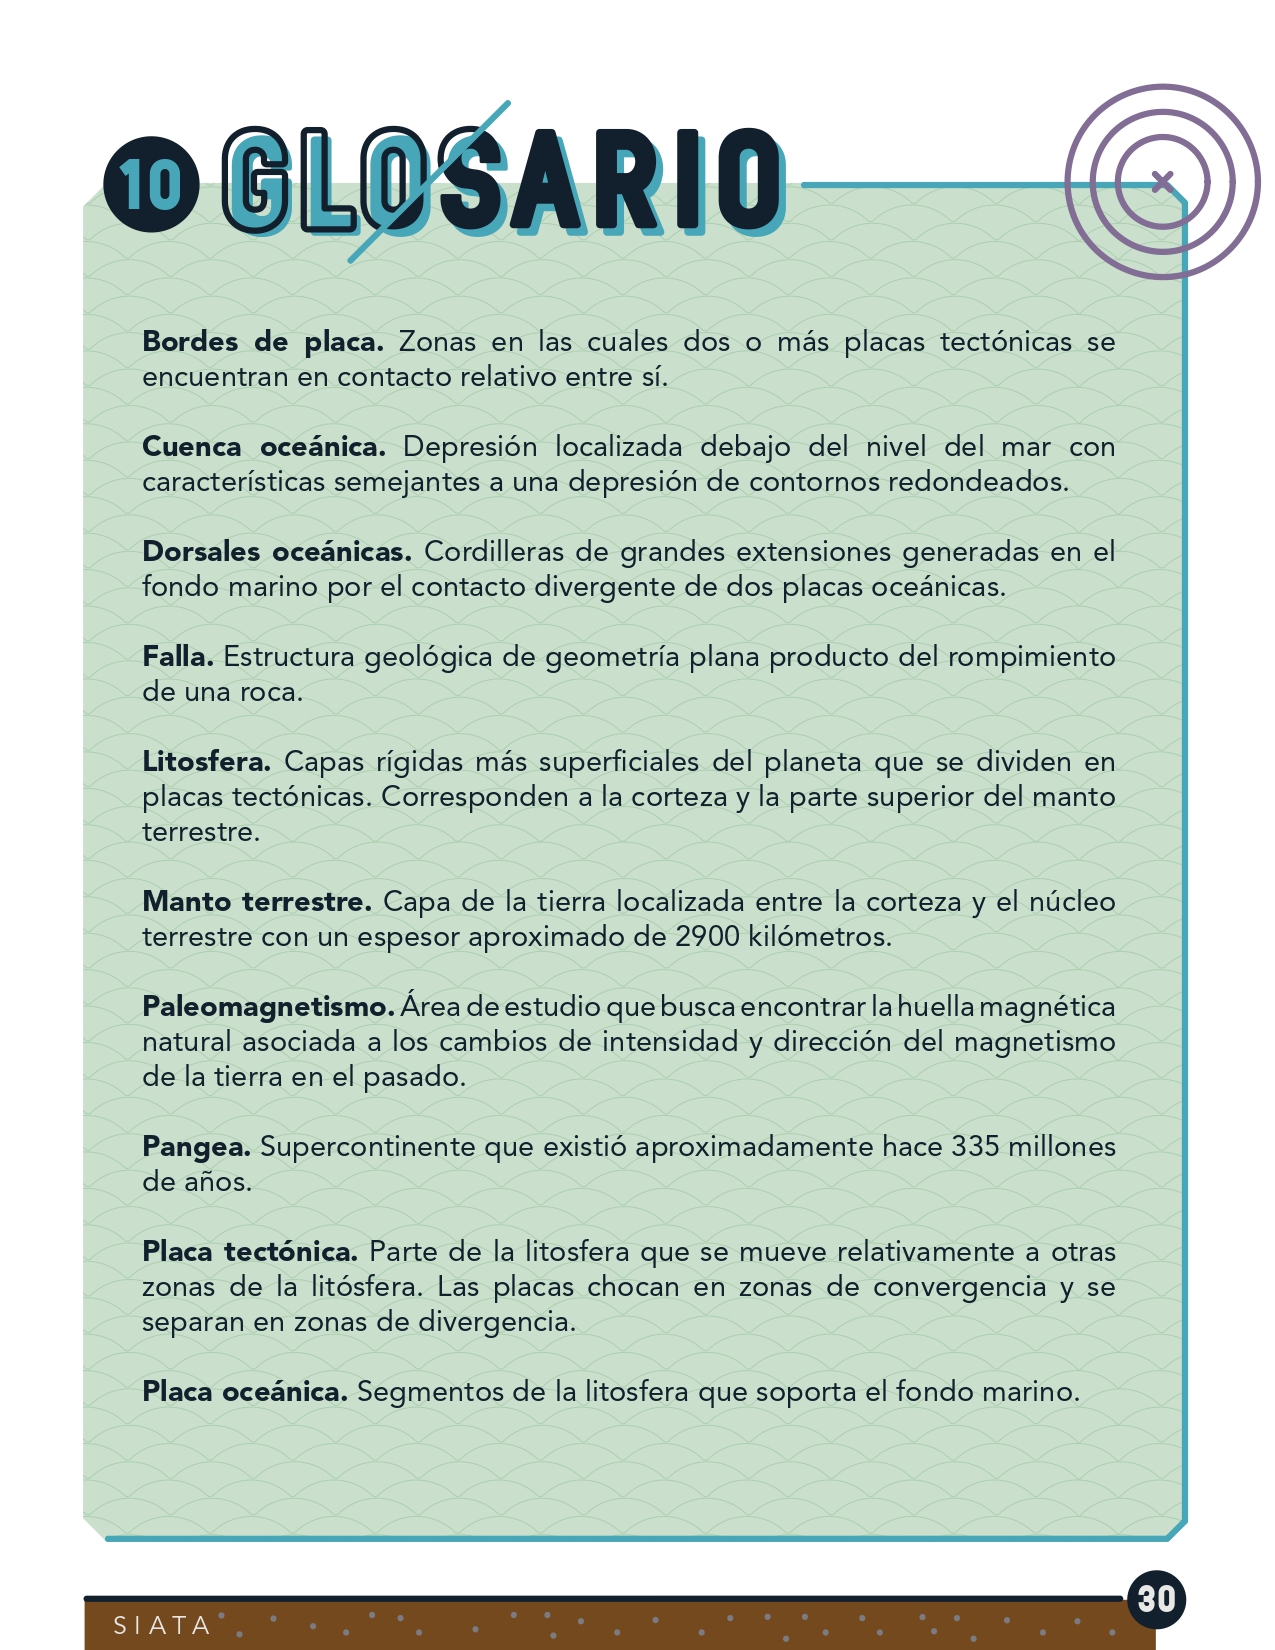 10 GLOSARIO
Bordes de placa. Zonas en las cuales dos o más placas tectónicas se
encuentran en contacto relativo entre sí.
Cuenca oceánica. Depresión localizada debajo del nivel del mar con
características semejantes a una depresión de contornos redondeados.
Dorsales oceánicas. Cordilleras de grandes extensiones generadas en el
fondo marino por el contacto divergente de dos placas oceánicas.
Falla. Estructura geológica de geometría plana producto del rompimiento
de una roca.
Litosfera. Capas rígidas más superficiales del planeta que se dividen en
placas tectónicas. Corresponden a la corteza y la parte superior del manto
terrestre.
Manto terrestre. Capa de la tierra localizada entre la corteza y el núcleo
terrestre con un espesor aproximado de 2900 kilómetros.
Paleomagnetismo. Área de estudio que busca encontrar la huella magnética
natural asociada a los cambios de intensidad y dirección del magnetismo
de la tierra en el pasado.
Pangea. Supercontinente que existió aproximadamente hace 335 millones
de años.
Placa tectónica. Parte de la litosfera que se mueve relativamente a otras
zonas de la litósfera. Las placas chocan en zonas de convergencia y se
separan en zonas de divergencia.
Placa oceánica. Segmentos de la litosfera que soporta el fondo marino.
30
SIATA